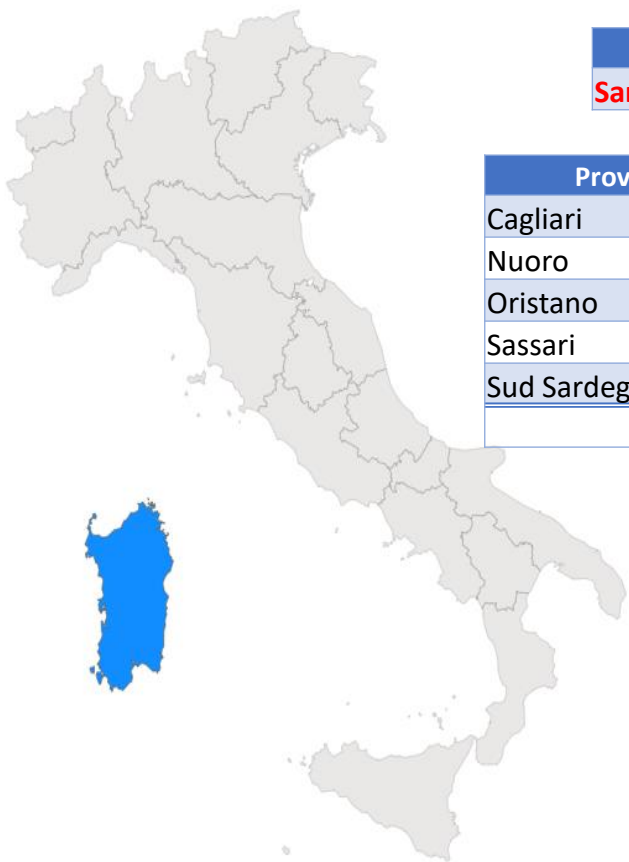 Sar
Prov
Cagliari
Nuoro
Oristano
Sassari
Sud Sardeg